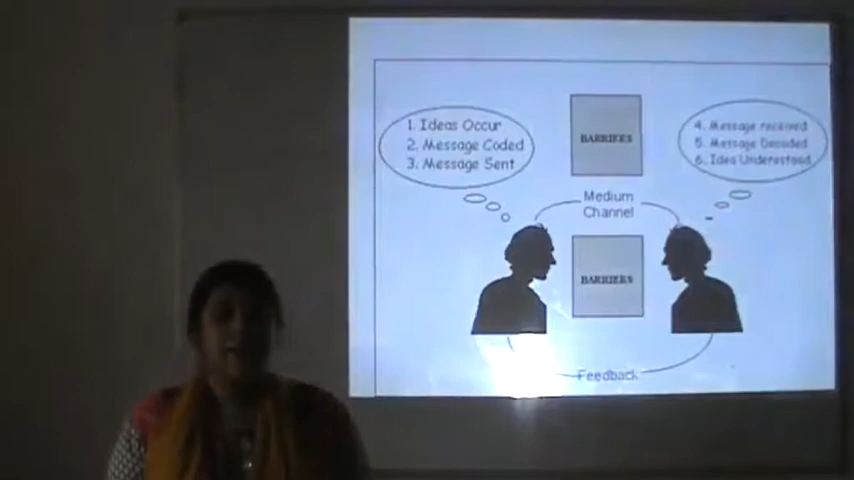 1. Ideas Occur
2. Message Coded
3. Message Sent
BARRIERS
4. Message received
5. Message Decoded
6. Idea Understood
Medium
Channel
BARRIERS
Feedback